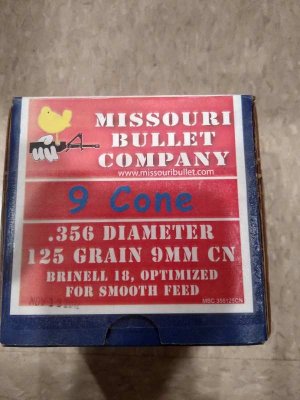 MISSOURI
BULLET
COMPANY
www.missouribullet.com
9 Cone
.356 DIAMETER
125 GRAIN 9MM CN
BRINELL 18, OPTIMIZED
FOR SMOOTH FEED